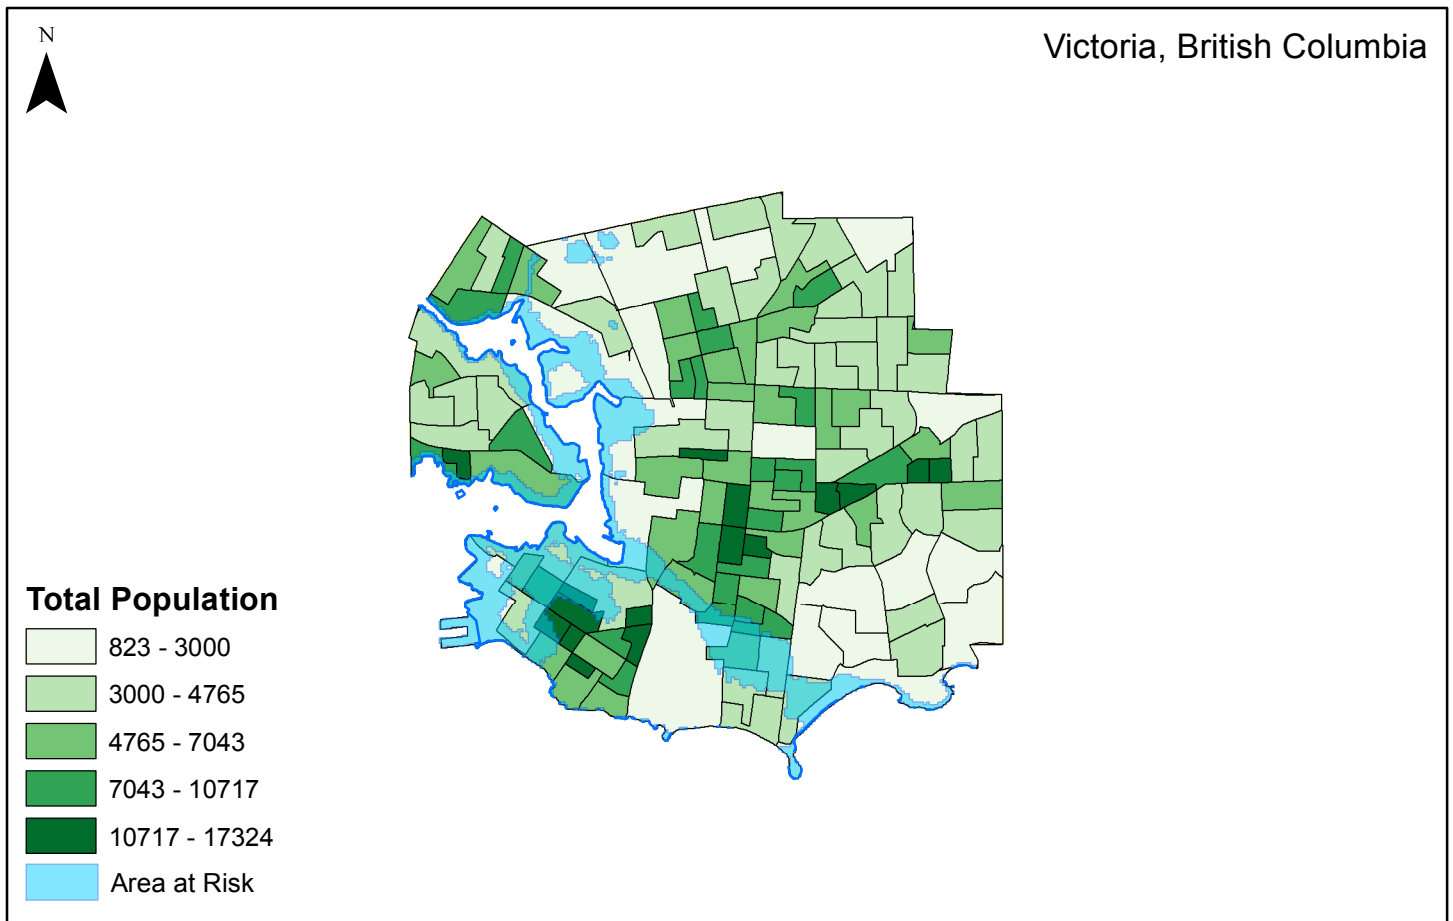 N
Victoria, British Columbia
Total Population
823 - 3000
3000 - 4765
4765 - 7043
7043 - 10717
10717 - 17324
Area at Risk